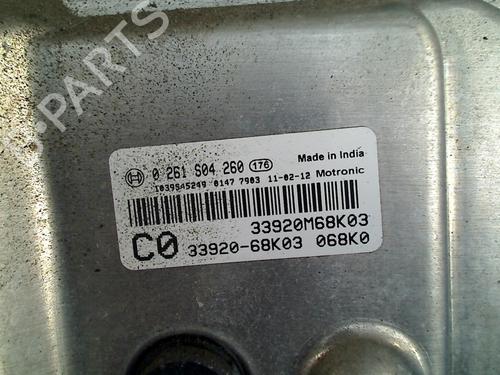 0 261 S04 260 176 Made in India
1039S45249 0147 7903 11-02-12 Motronic
33920M68K03
C0 33920-68K03 068K0
PARTS